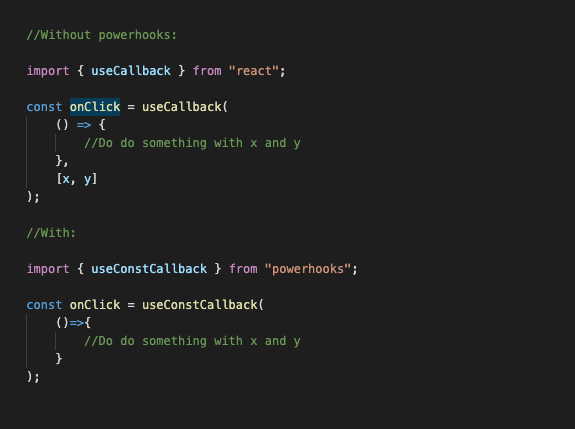 //Without powerhooks:
import { useCallback } from "react";
const onClick = useCallback(
() => {
//Do do something with x and y
},
[x, y]
);
//With:
import { useConstCallback } from "powerhooks";
const onClick = useConstCallback(
()=>{
//Do do something with x and y
}
);